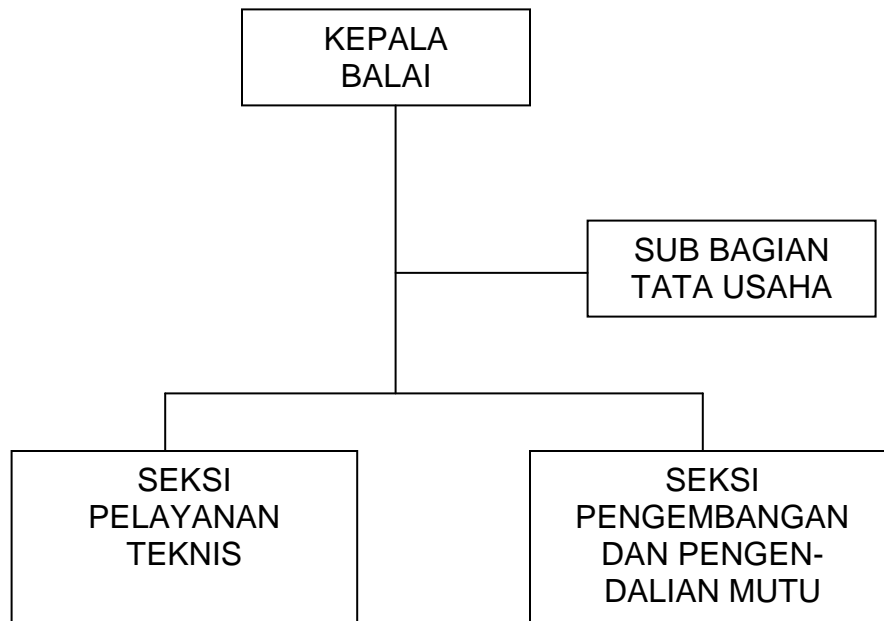 KEPALA
BALAI
SUB BAGIAN
TATA USAHA
SEKSI
PELAYANAN
TEKNIS
SEKSI
PENGEMBANGAN
DAN PENGEN-
DALIAN MUTU